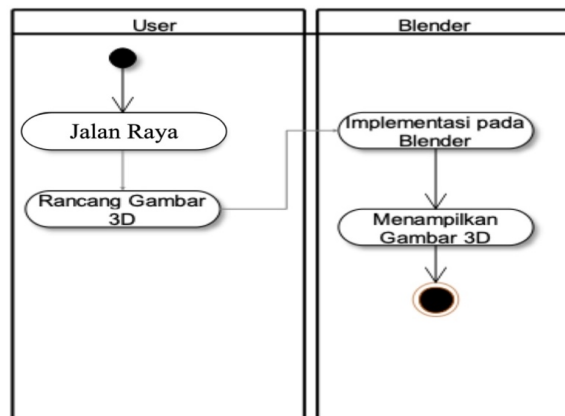 User
Blender
Jalan Raya
Implementasi pada
Blender
Rancang Gambar
3D
Menampilkan
Gambar 3D